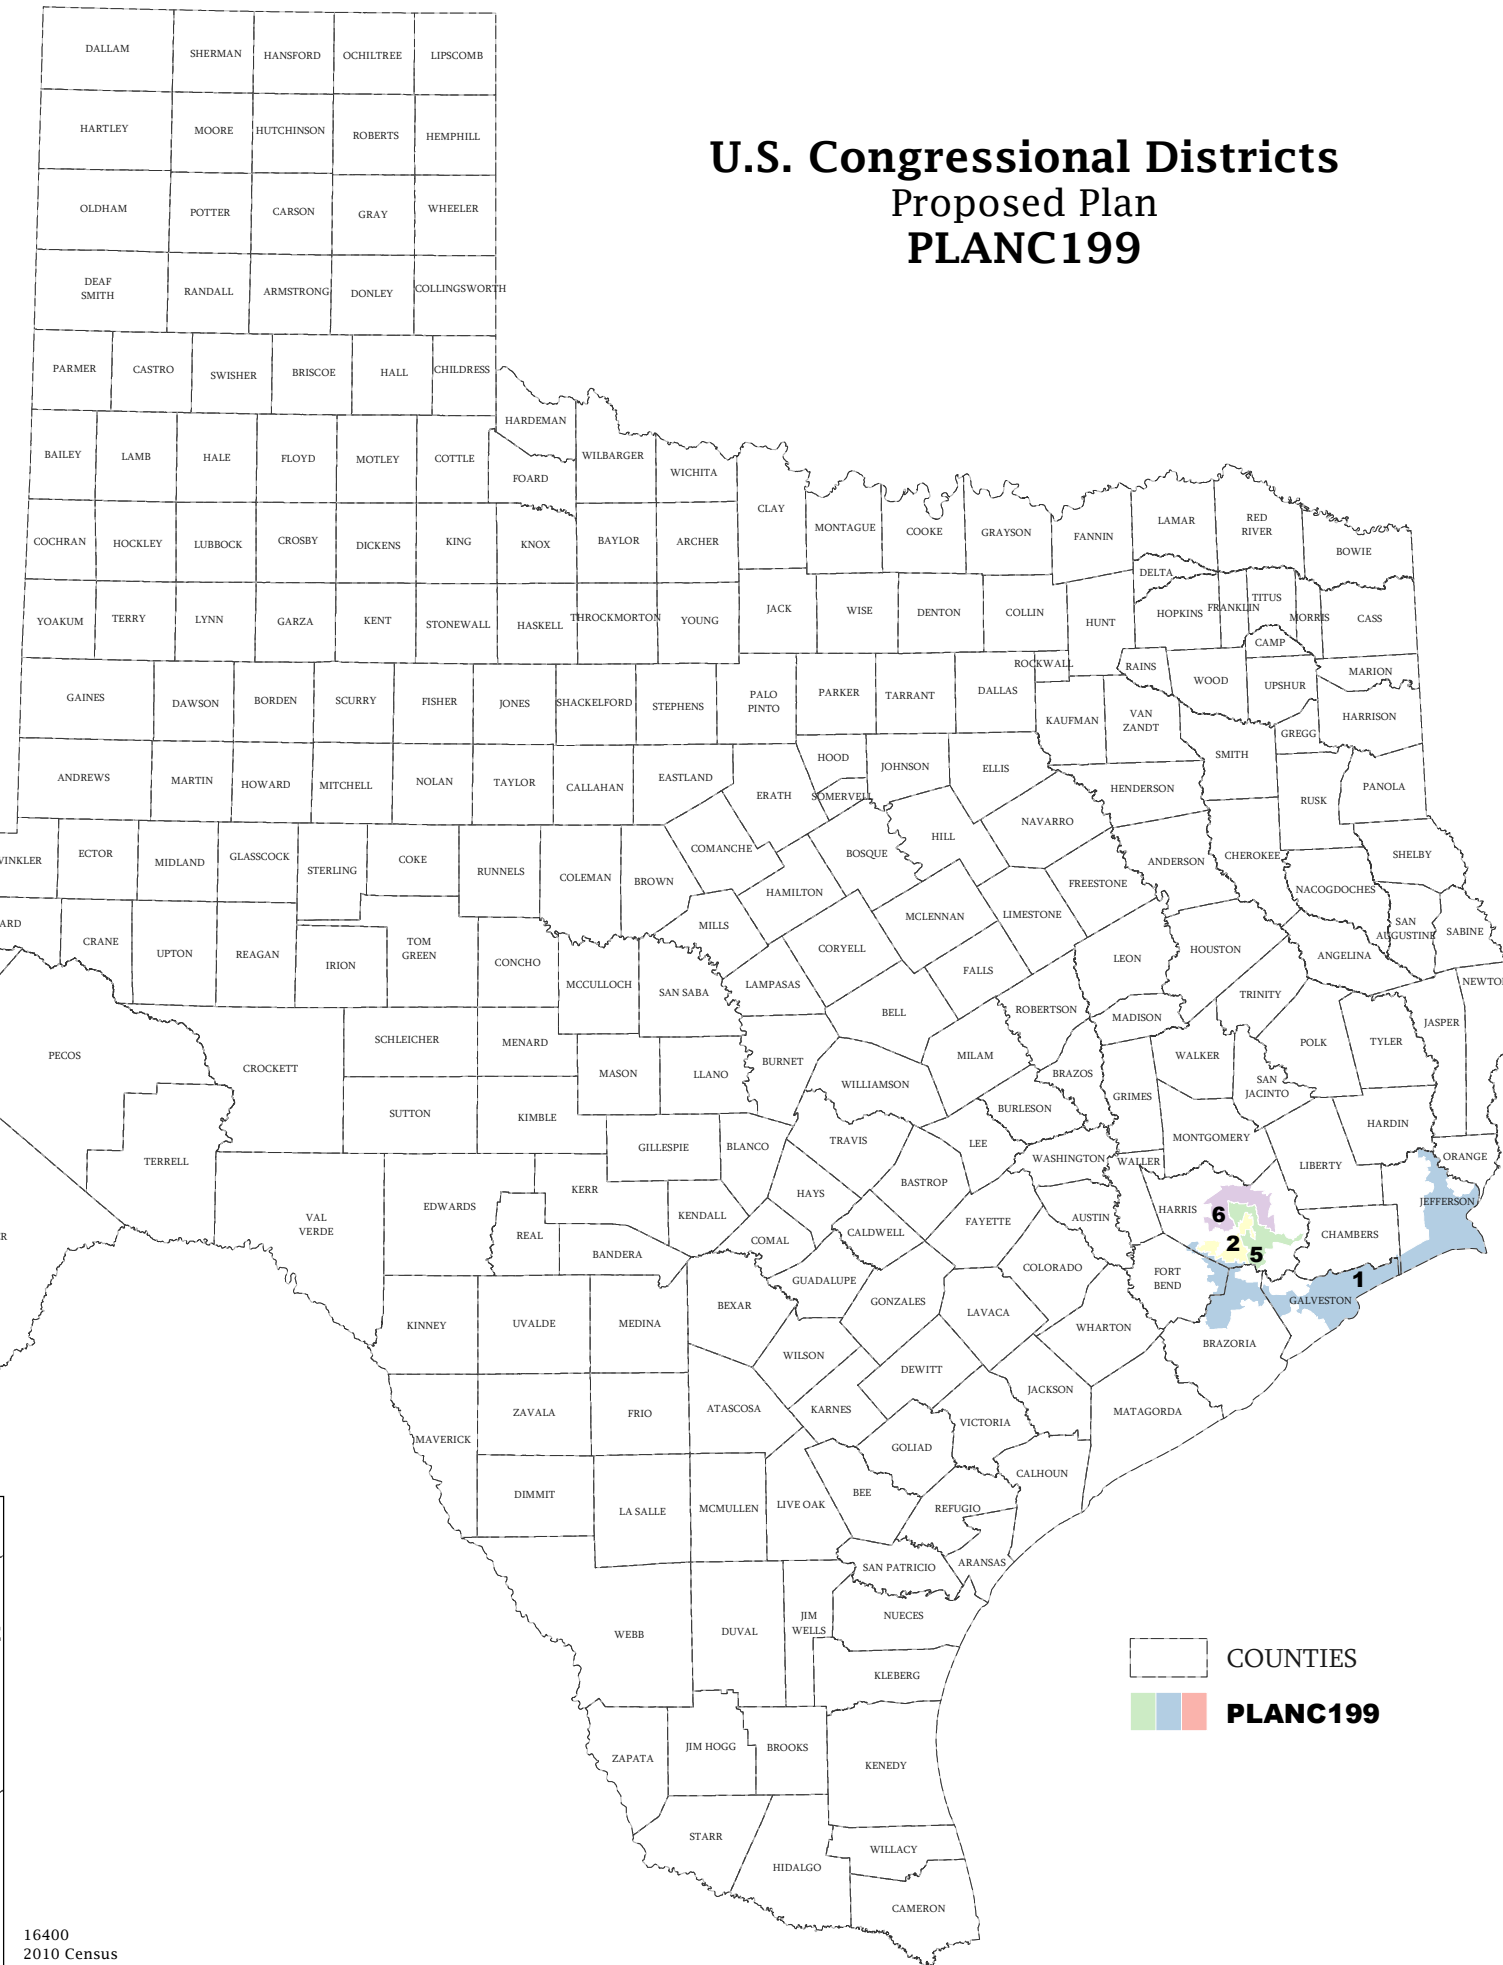 U.S. Congressional Districts
Proposed Plan
PLANC199
DALLAM
SHERMAN
HANSFORD
OCHILTREE
LIPSCOMB
HARTLEY
MOORE
HUTCHINSON
ROBERTS
HEMPHILL
OLDHAM
POTTER
CARSON
GRAY
WHEELER
DEAF
SMITH
RANDALL
ARMSTRONG
DONLEY
COLLINGSWORTH
PARMER
CASTRO
SWISHER
BRISCOE
HALL
CHILDRESS
HARDEMAN
BAILEY
LAMB
HALE
FLOYD
MOTLEY
COTTLE
FOARD
WILBARGER
WICHITA
CLAY
MONTAGUE
COOKE
GRAYSON
FANNIN
LAMAR
RED
RIVER
BOWIE
COCHRAN
HOCKLEY
LUBBOCK
CROSBY
DICKENS
KING
KNOX
BAYLOR
ARCHER
DELTA
YOAKUM
TERRY
LYNN
GARZA
KENT
STONEWALL
HASKELL
THROCKMORTON
YOUNG
JACK
WISE
DENTON
COLLIN
HUNT
HOPKINS
FRANKLIN
TITUS
MORRIS
CASS
CAMP
GAINES
DAWSON
BORDEN
SCURRY
FISHER
JONES
SHACKELFORD
STEPHENS
PALO
PINTO
PARKER
TARRANT
DALLAS
ROCKWALL
RAINS
WOOD
UPSHUR
MARION
HARRISON
KAUFMAN
VAN
ZANDT
GREGG
SMITH
ANDREWS
MARTIN
HOWARD
MITCHELL
NOLAN
TAYLOR
CALLAHAN
EASTLAND
ERATH
HOOD
SOMERVELL
JOHNSON
ELLIS
HENDERSON
RUSK
PANOLA
NAVARRO
HILL
BOSQUE
COMANCHE
WINKLER
ECTOR
MIDLAND
GLASSCOCK
STERLING
COKE
RUNNELS
COLEMAN
BROWN
HAMILTON
FREESTONE
ANDERSON
CHEROKEE
SHELBY
NACOGDOCHES
ARD
CRANE
UPTON
REAGAN
IRION
TOM
GREEN
CONCHO
MILLS
CORYELL
MCLENNAN
LIMESTONE
LEON
HOUSTON
SAN
AUGUSTINE
SABINE
ANGELINA
MCCULLOCH
SAN SABA
LAMPASAS
FALLS
BELL
ROBERTSON
MADISON
TRINITY
NEWTO
PECOS
CROCKETT
SCHLEICHER
MENARD
MASON
LLANO
BURNET
WILLIAMSON
MILAM
BRAZOS
GRIMES
WALKER
SAN
JACINTO
POLK
TYLER
JASPER
SUTTON
KIMBLE
BURLESON
TERRELL
GILLESPIE
BLANCO
TRAVIS
LEE
WASHINGTON
WALLER
MONTGOMERY
LIBERTY
HARDIN
ORANGE
VAL
VERDE
EDWARDS
KERR
KENDALL
HAYS
BASTROP
FAYETTE
AUSTIN
HARRIS
6
CHAMBERS
JEFFERSON
R
REAL
BANDERA
COMAL
CALDWELL
COLORADO
2
5
1
FORT
BEND
GALVESTON
KINNEY
UVALDE
MEDINA
BEXAR
GUADALUPE
GONZALES
LAVACA
WHARTON
BRAZORIA
WILSON
DEWITT
JACKSON
MATAGORDA
MAVERICK
ZAVALA
FRIO
ATASCOSA
KARNES
GOLIAD
VICTORIA
CALHOUN
DIMMIT
LA SALLE
MCMULLEN
LIVE OAK
BEE
REFUGIO
SAN PATRICIO
ARANSAS
WEBB
DUVAL
JIM
WELLS
NUECES
KLEBERG
COUNTIES
PLANC199
ZAPATA
JIM HOGG
BROOKS
KENEDY
STARR
HIDALGO
WILLACY
CAMERON
16400
2010 Census